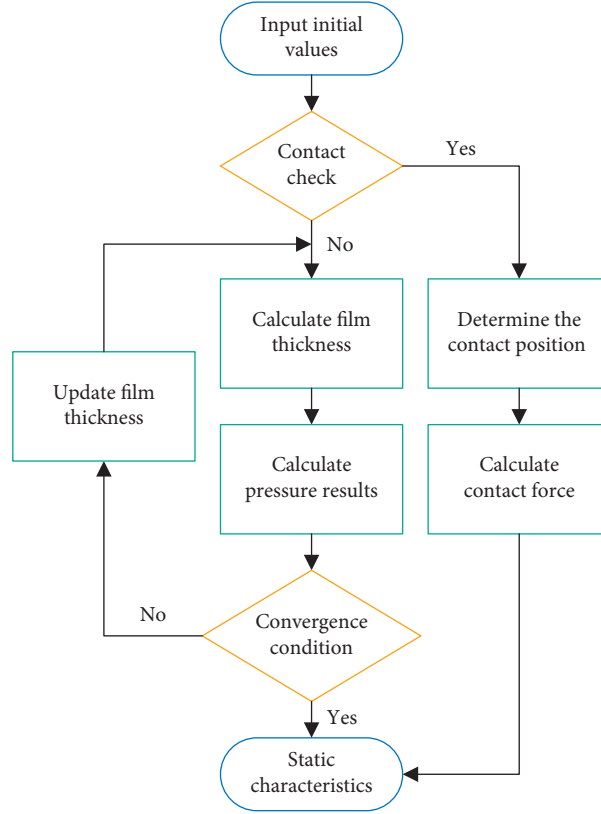 Input initial
values
Contact
check
Yes
No
Calculate film
thickness
Determine the
contact position
Update film
thickness
Calculate
pressure results
Calculate
contact force
No
Convergence
condition
Yes
Static
characteristics